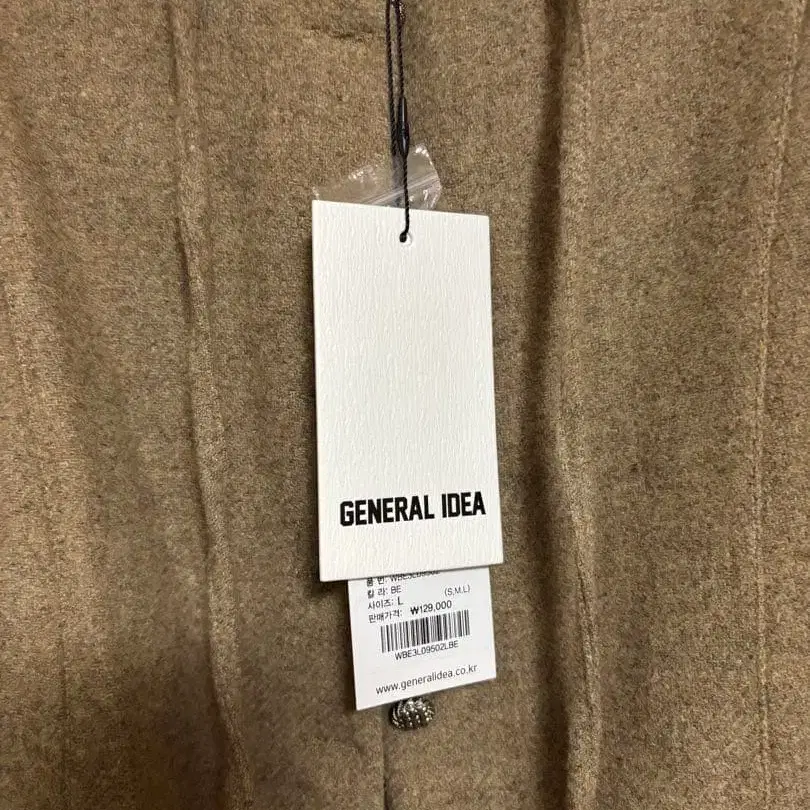 GENERAL IDEA
품 번: WBE3L09502
컬 라: BE (S,M,L)
사이즈: L
판매가격: ₩129,000
WBE3L09502LBE
www.generalidea.co.kr